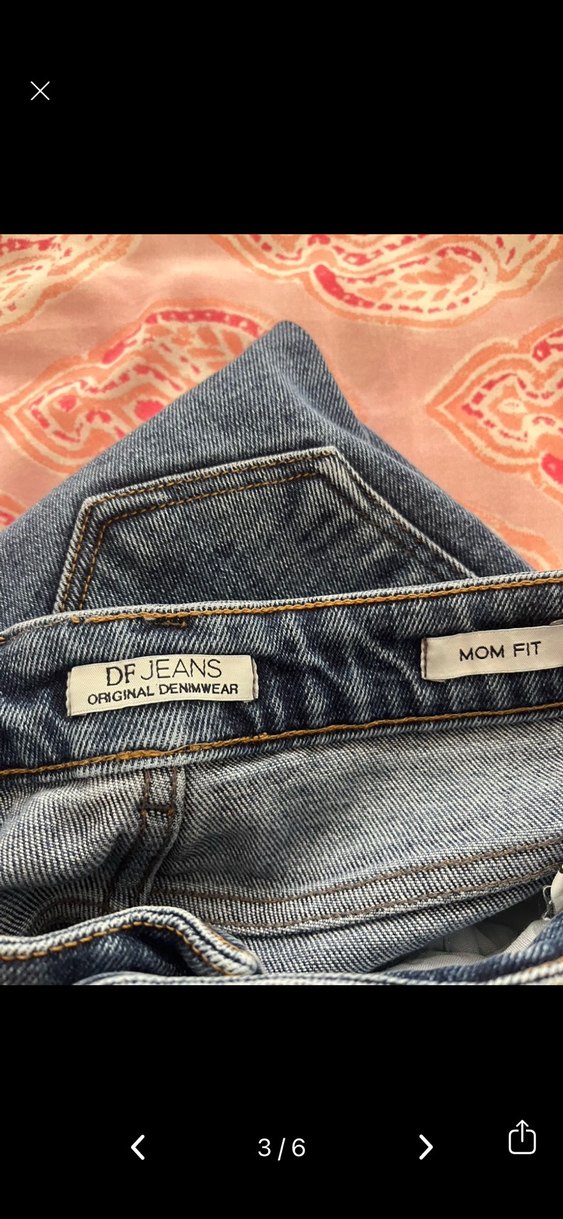 DF JEANS
ORIGINAL DENIMWEAR
MOM FIT
3 / 6